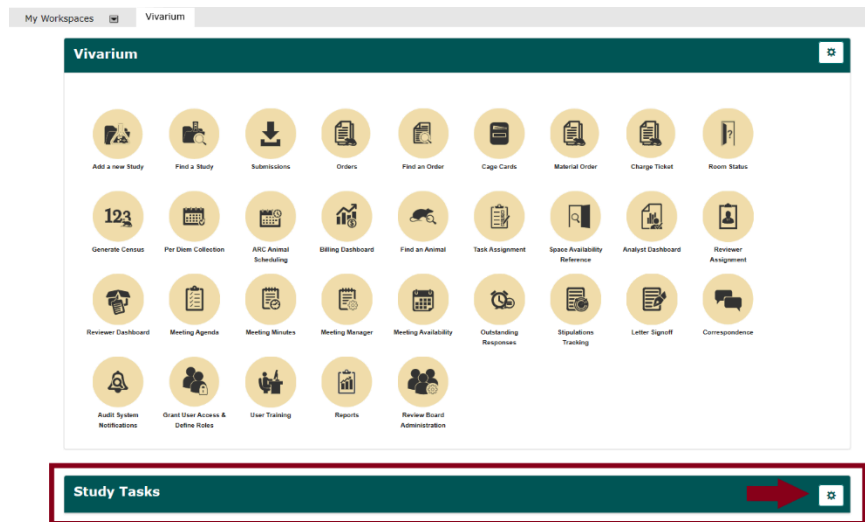 My Workspaces Vivarium
Vivarium
Add a new Study Find a Study Submissions Orders Find an Order Cage Cards Material Order Charge Ticket Room Status
?
123
Generate Census Per Diem Collection ARC Animal Scheduling Billing Dashboard Find an Animal Task Assignment Space Availability Reference Analyst Dashboard Reviewer Assignment
Reviewer Dashboard Meeting Agenda Meeting Minutes Meeting Manager Meeting Availability Outstanding Responses Stipulations Tracking Letter Signoff Correspondence
Audit System Notifications Grant User Access & Define Roles User Training Reports Review Board Administration
Study Tasks